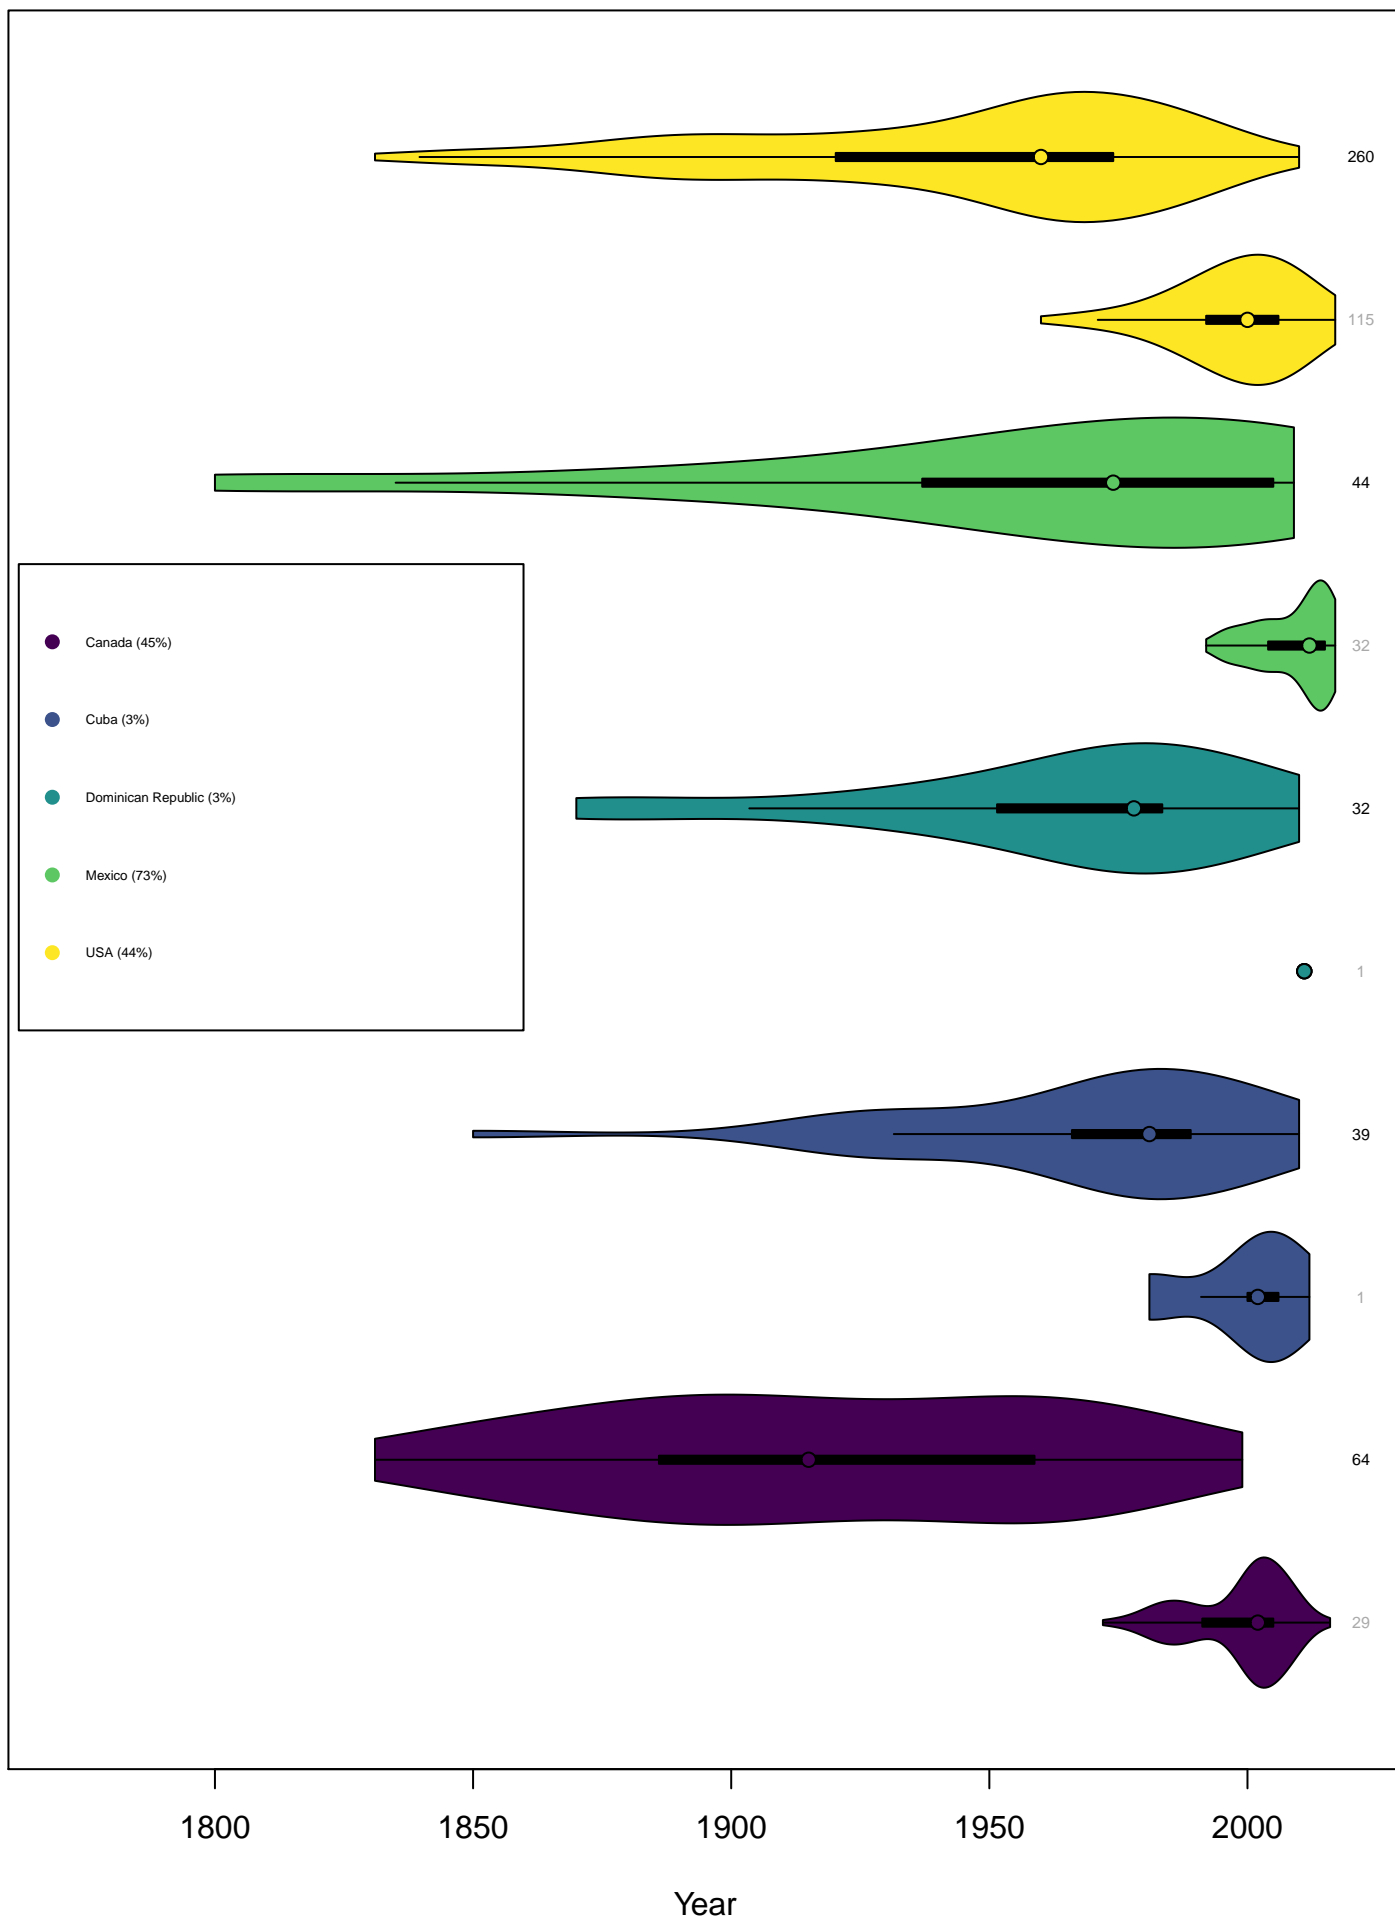 260
115
44
32
32
1
39
1
64
29
Canada (45%)
Cuba (3%)
Dominican Republic (3%)
Mexico (73%)
USA (44%)
1800 1850 1900 1950 2000
Year